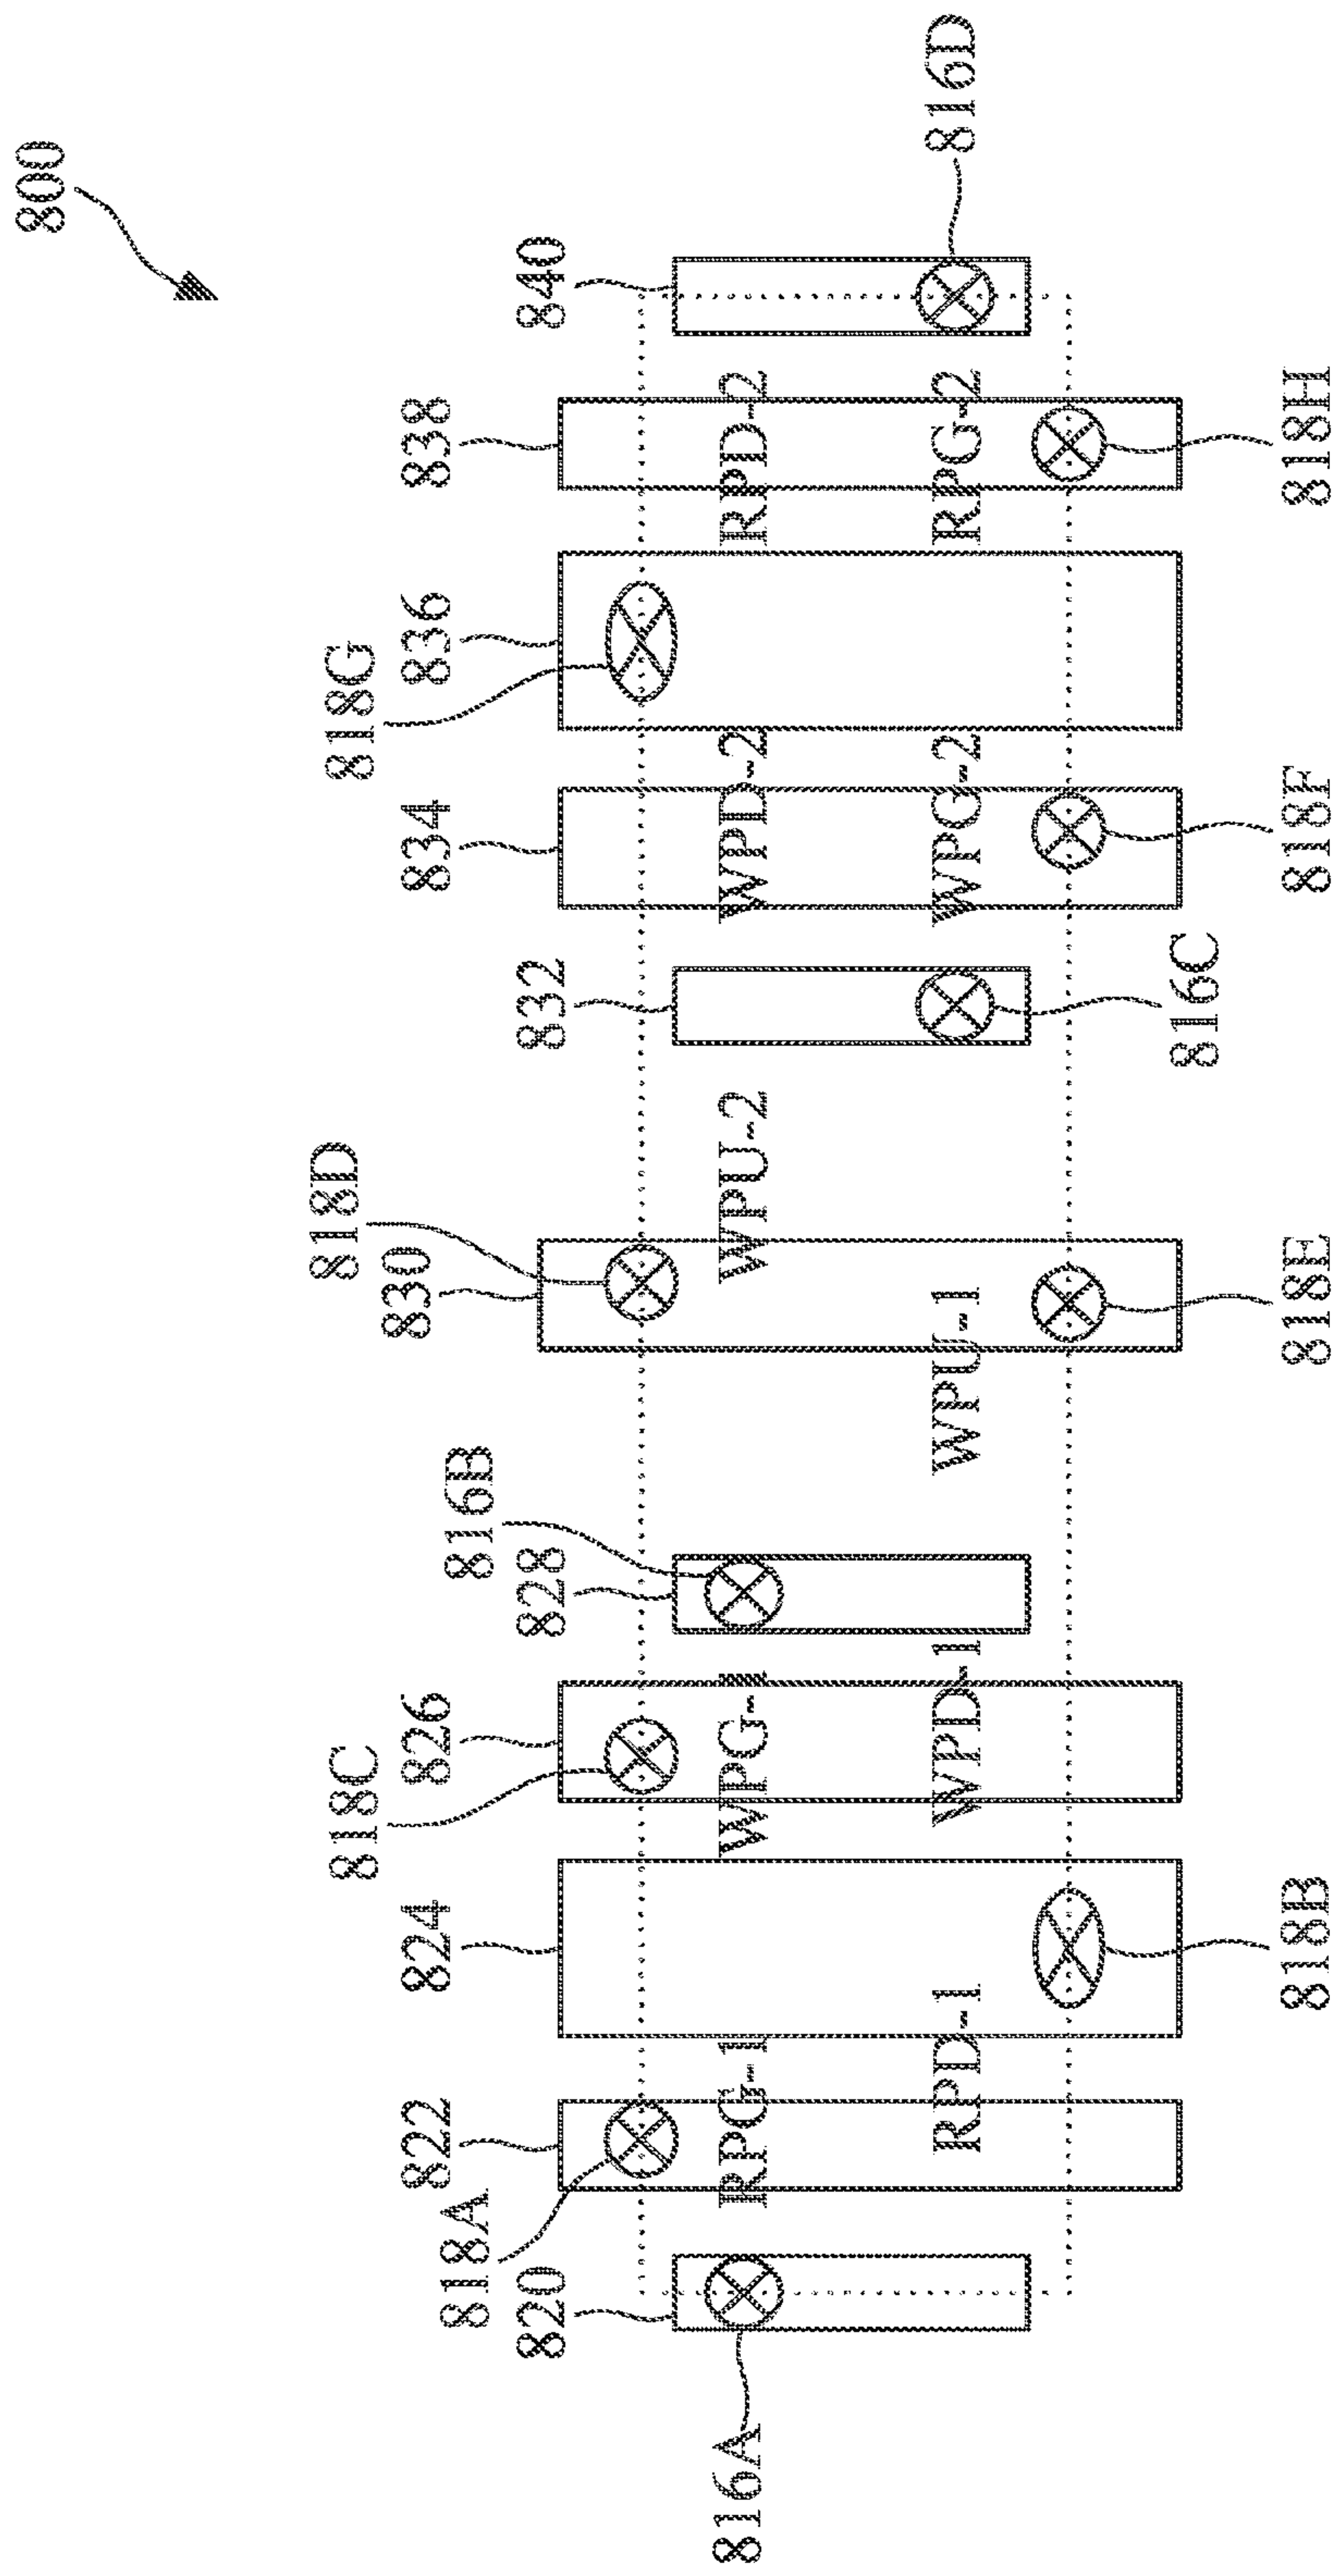 800
818C 818D 818G
822 824 826 830 834 836 838
818A 816B
820 828 832 840
816A RPG-1 WPG-1 WPU-2 WPD-2 RPD-2
RPD-1 WPD-1 WPU-1 WPG-2 RPG-2 816D
816C
818B 818E 818F 818H